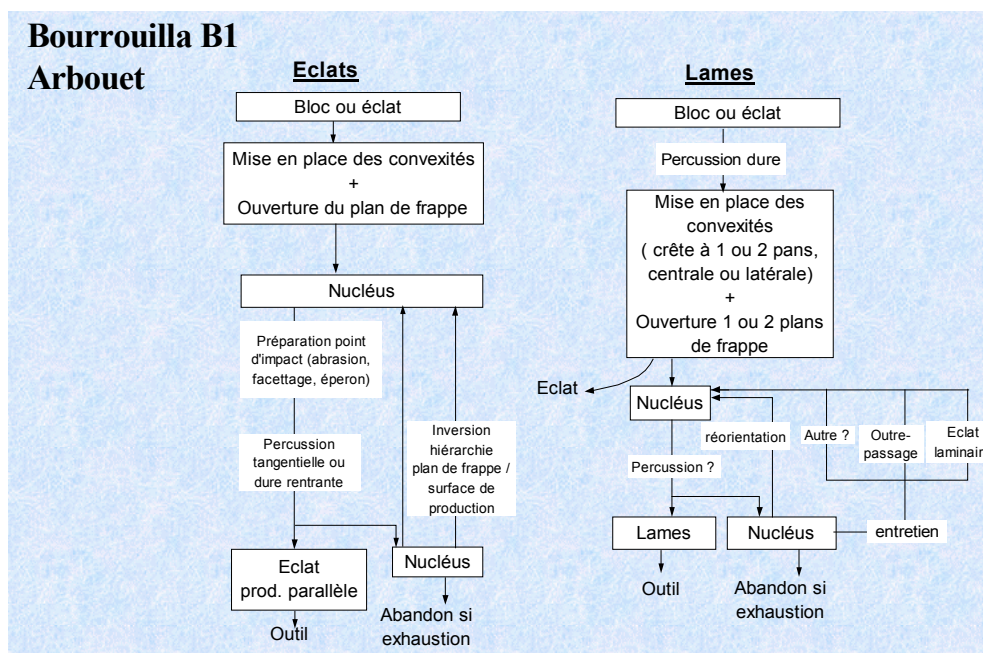 Bourrouilla B1
Arbouet
Eclats
Bloc ou éclat
Mise en place des convexités
+
Ouverture du plan de frappe
Nucléus
Préparation point
d'impact (abrasion,
facettage, éperon)
Percussion
tangentielle ou
dure rentrante
Inversion
hiérarchie
plan de frappe /
surface de
production
Eclat
prod. parallèle
Nucléus
Outil
Abandon si
exhaustion
Lames
Bloc ou éclat
Percussion dure
Mise en place des
convexités
( crête à 1 ou 2 pans,
centrale ou latérale)
+
Ouverture 1 ou 2 plans
de frappe
Eclat
Nucléus
réorientation
Autre ?
Outre-
passage
Eclat
laminair
Percussion ?
Lames
Nucléus
entretien
Outil
Abandon si
exhaustion